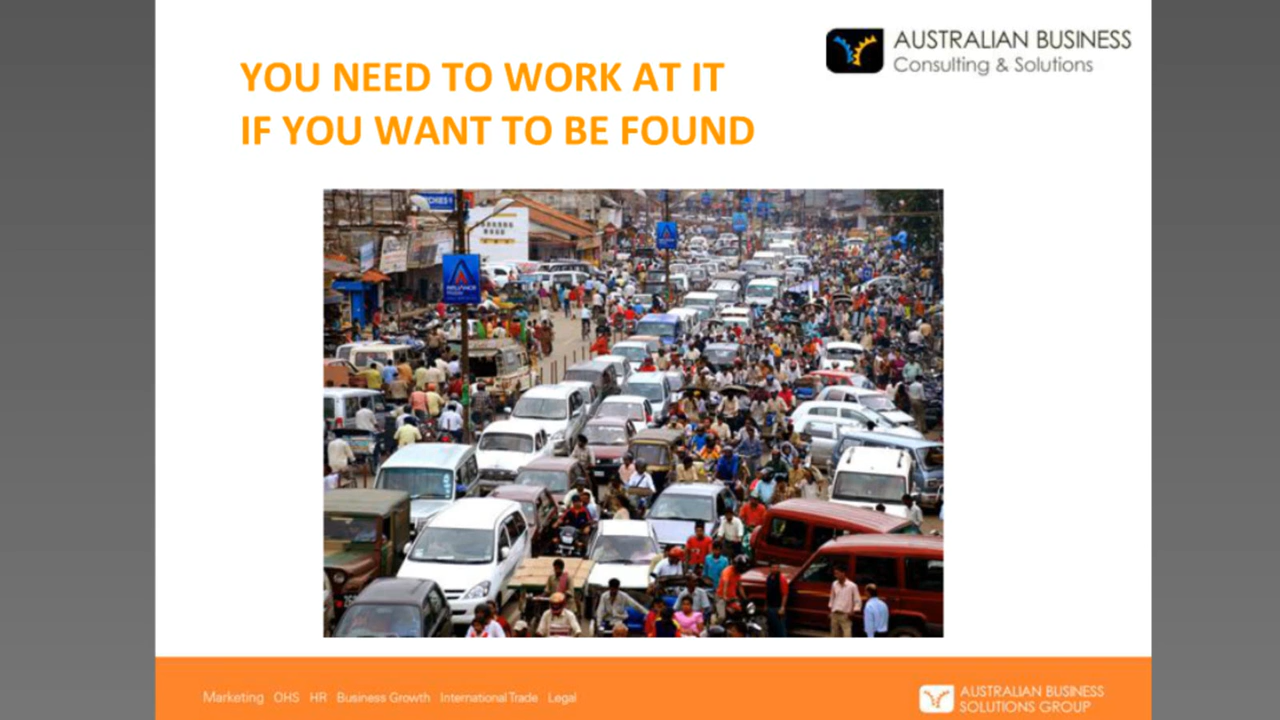 YOU NEED TO WORK AT IT
IF YOU WANT TO BE FOUND
AUSTRALIAN BUSINESS
Consulting & Solutions
Marketing OHS HR Business Growth International Trade Legal
AUSTRALIAN BUSINESS
SOLUTIONS GROUP